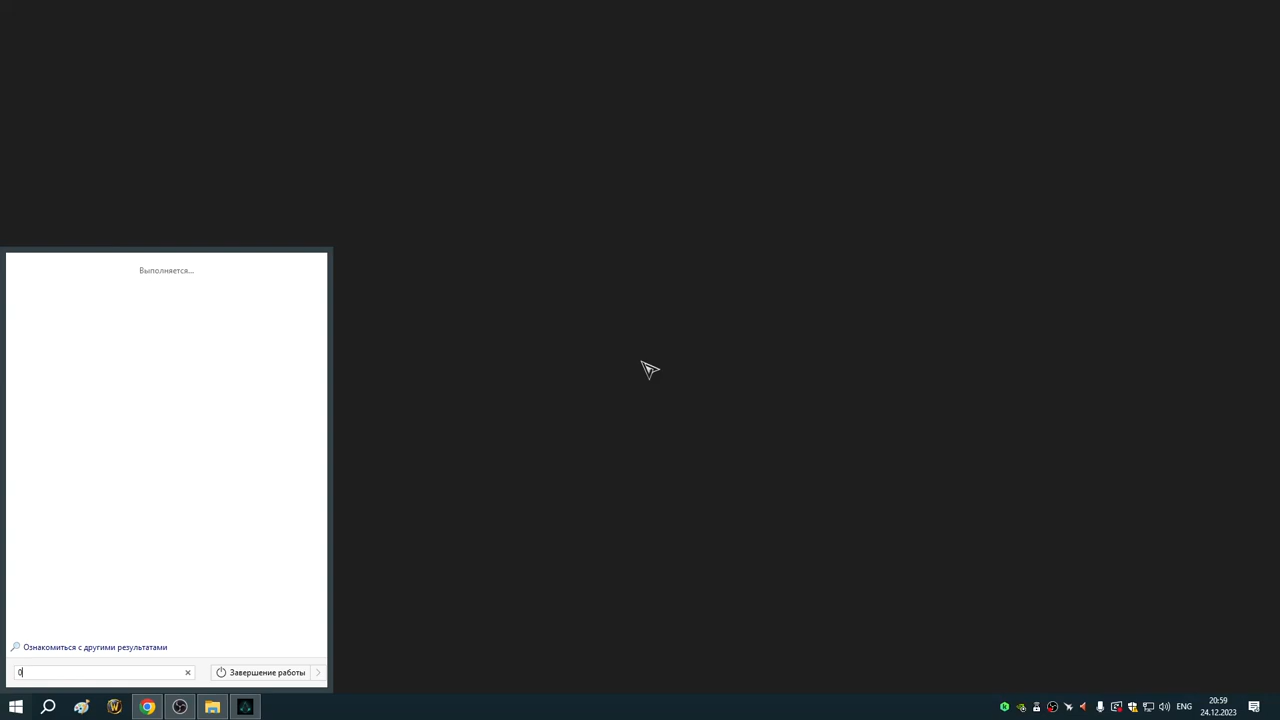 Выполняется...
Ознакомиться с другими результатами
0
Завершение работы
W
ENG
20:59
24.12.2023